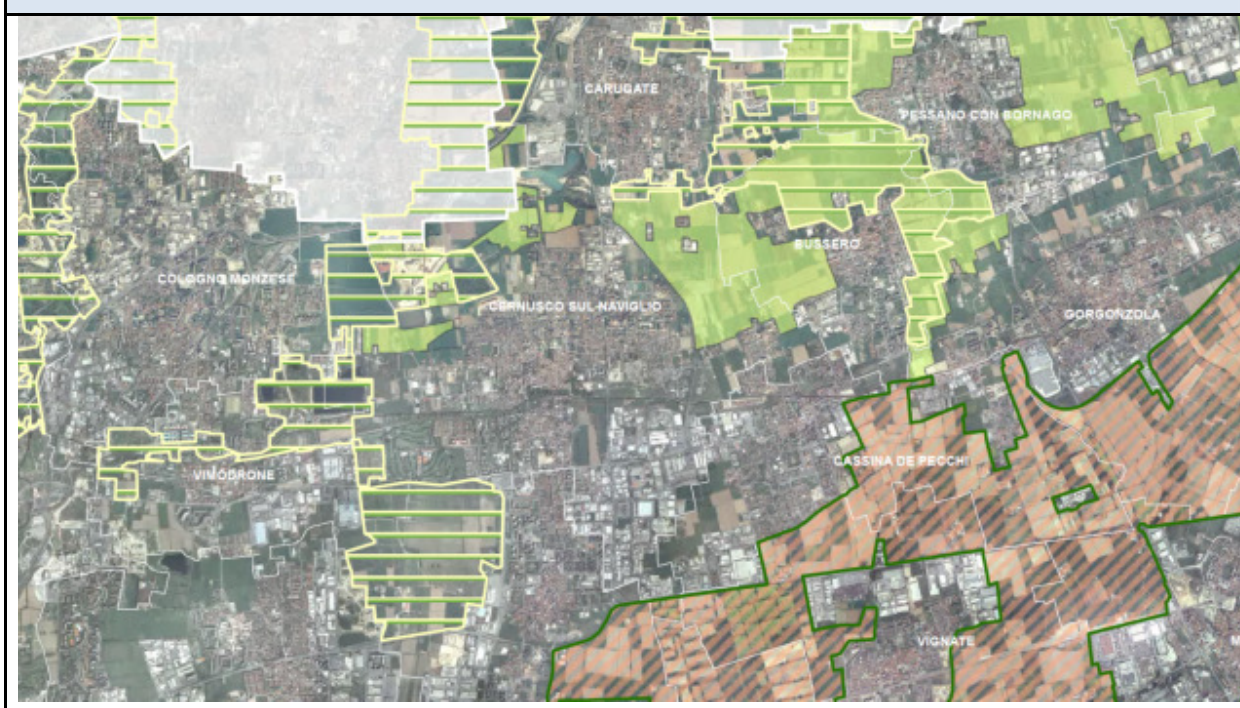 CARUGATE
PESSANO CON BORNAGO
BUSSERO
COLOGNO MONZESE
CERNUSCO SUL NAVIGLIO
GORGONZOLA
CASSINA DE PECCHI
VIMODRONE
VIGNATE
M